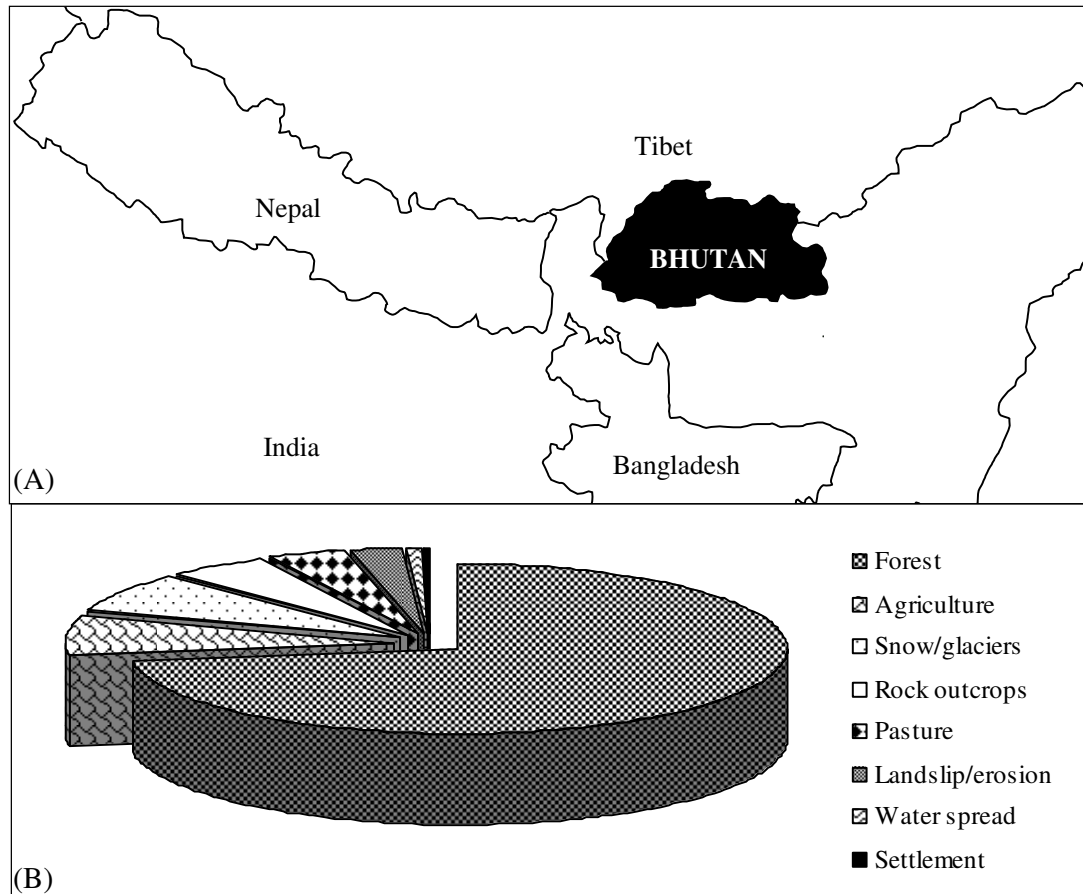 Tibet
Nepal
BHUTAN
India
Bangladesh
(A)
Forest
Agriculture
Snow/glaciers
Rock outcrops
Pasture
Landslip/erosion
Water spread
Settlement
(B)